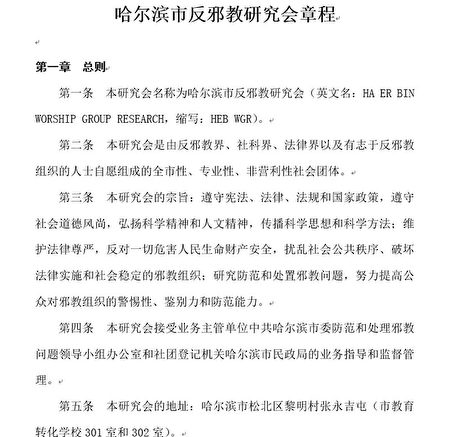 哈尔滨市反邪教研究会章程
第一章 总则
第一条 本研究会名称为哈尔滨市反邪教研究会（英文名：HA ER BIN
WORSHIP GROUP RESEARCH，缩写：HEB WGR）。
第二条 本研究会是由反邪教界、社科界、法律界以及有志于反邪教
组织的人士自愿组成的全市性、专业性、非营利性社会团体。
第三条 本研究会的宗旨：遵守宪法、法律、法规和国家政策，遵守
社会道德风尚，弘扬科学精神和人文精神，传播科学思想和科学方法；维
护法律尊严，反对一切危害人民生命财产安全，扰乱社会公共秩序、破坏
法律实施和社会稳定的邪教组织；研究防范和处置邪教问题，努力提高公
众对邪教组织的警惕性、鉴别力和防范能力。
第四条 本研究会接受业务主管单位中共哈尔滨市委防范和处理邪教
问题领导小组办公室和社团登记机关哈尔滨市民政局的业务指导和监督管
理。
第五条 本研究会的地址：哈尔滨市松北区黎明村张永吉屯（市教育
转化学校301室和302室）。